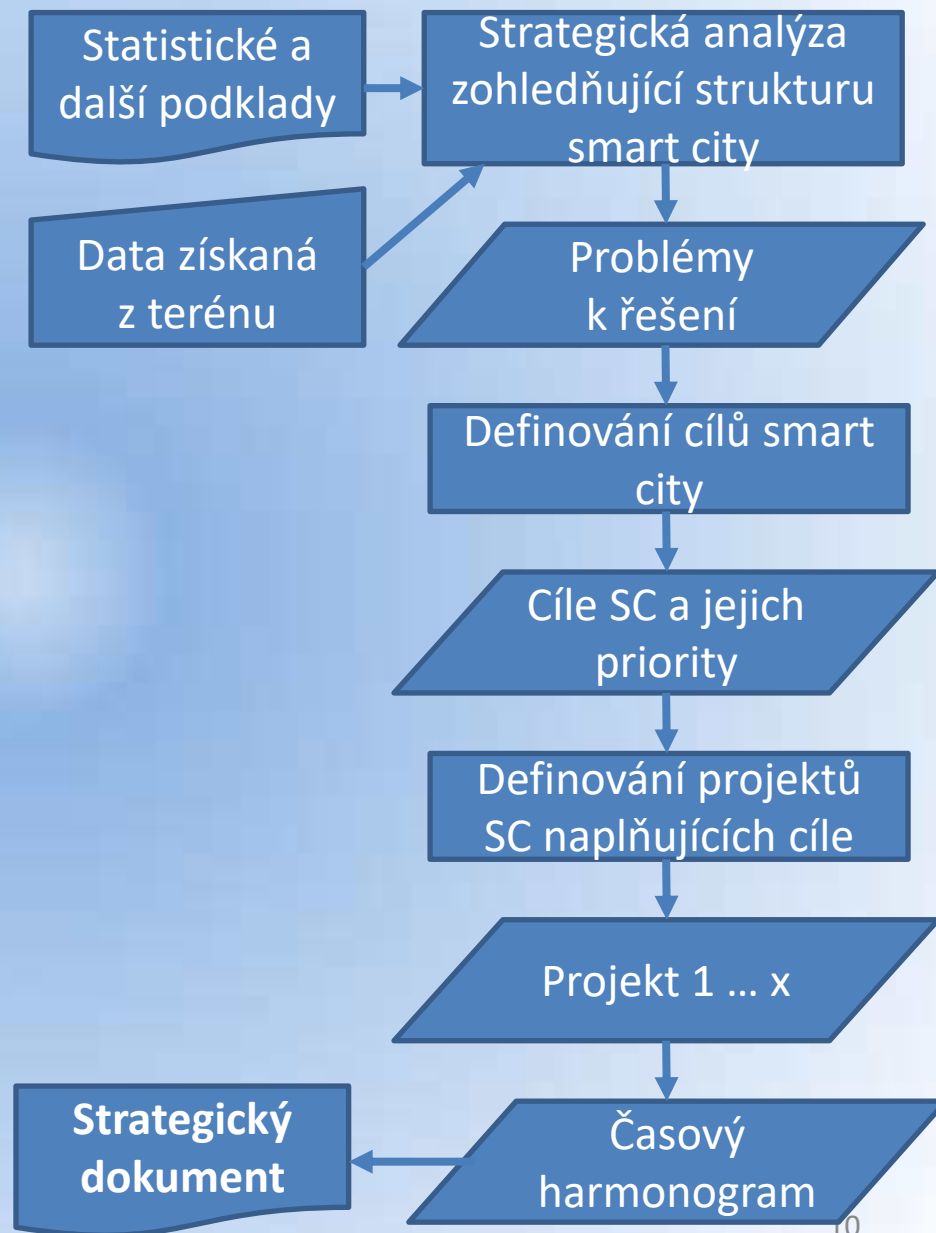 Statistické a
další podklady
Strategická analýza
zohledňující strukturu
smart city
Data získaná
z terénu
Problémy
k řešení
Definování cílů smart
city
Cíle SC a jejich
priority
Definování projektů
SC naplňujících cíle
Projekt 1 … x
Strategický
dokument
Časový
harmonogram
10